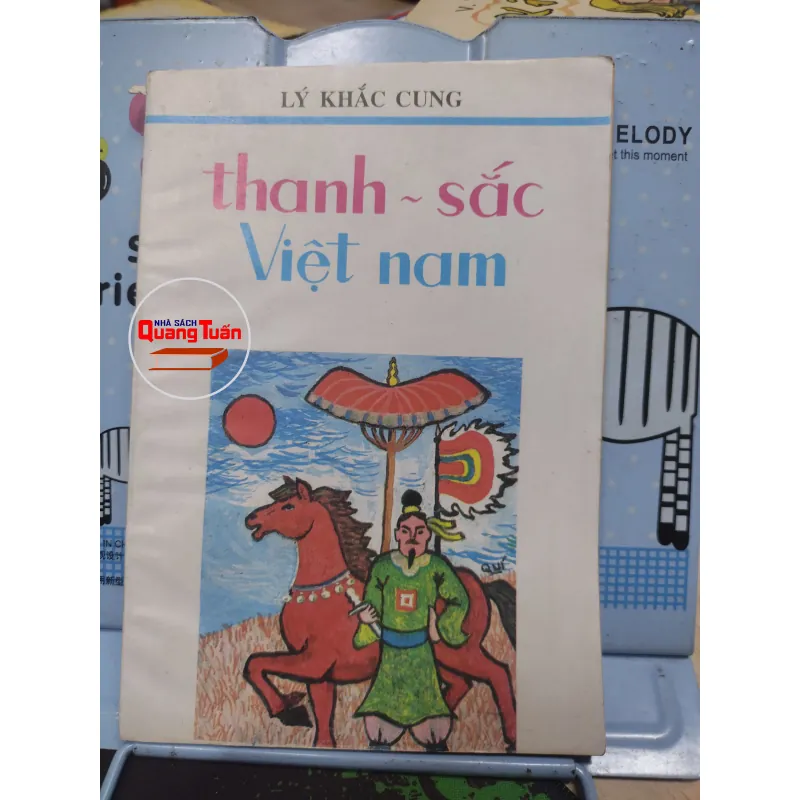 LÝ KHẮC CUNG
thanh ~ sắc
Việt nam
NHÀ SÁCH
Quang Tuấn
Quí
ELODY
t this moment